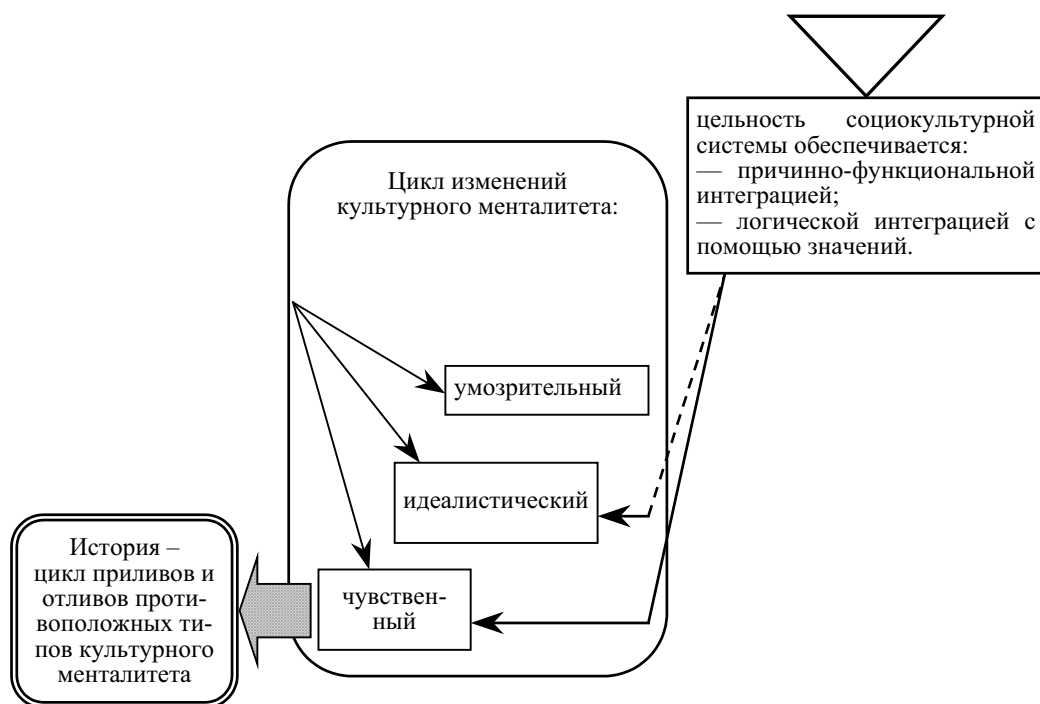 цельность социокультурной
системы обеспечивается:
— причинно-функциональной
интеграцией;
— логической интеграцией с
помощью значений.
Цикл изменений
культурного менталитета:
умозрительный
идеалистический
чувствен-
ный
История –
цикл приливов и
отливов проти-
воположных ти-
пов культурного
менталитета